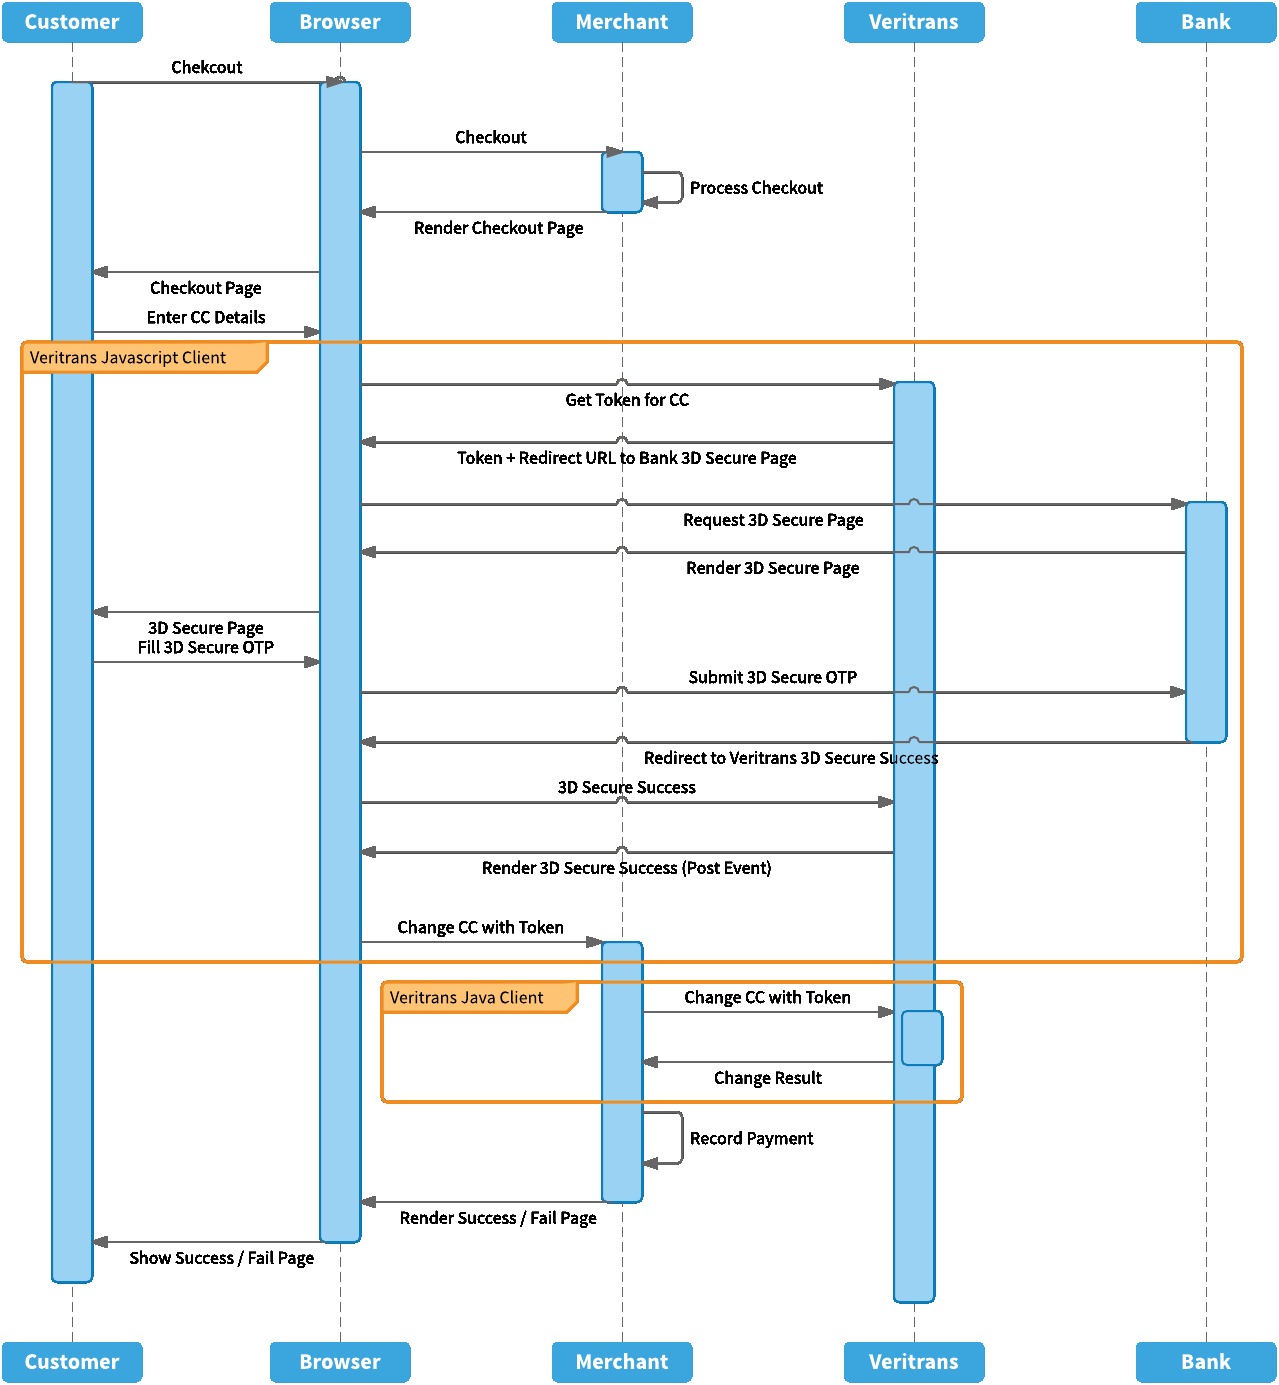 Customer Browser Merchant Veritrans Bank
Chekcout
Checkout
Process Checkout
Render Checkout Page
Checkout Page
Enter CC Details
Veritrans Javascript Client
Get Token for CC
Token + Redirect URL to Bank 3D Secure Page
Request 3D Secure Page
Render 3D Secure Page
3D Secure Page
Fill 3D Secure OTP
Submit 3D Secure OTP
Redirect to Veritrans 3D Secure Success
3D Secure Success
Render 3D Secure Success (Post Event)
Change CC with Token
Veritrans Java Client
Change CC with Token
Change Result
Record Payment
Render Success / Fail Page
Show Success / Fail Page
Customer Browser Merchant Veritrans Bank